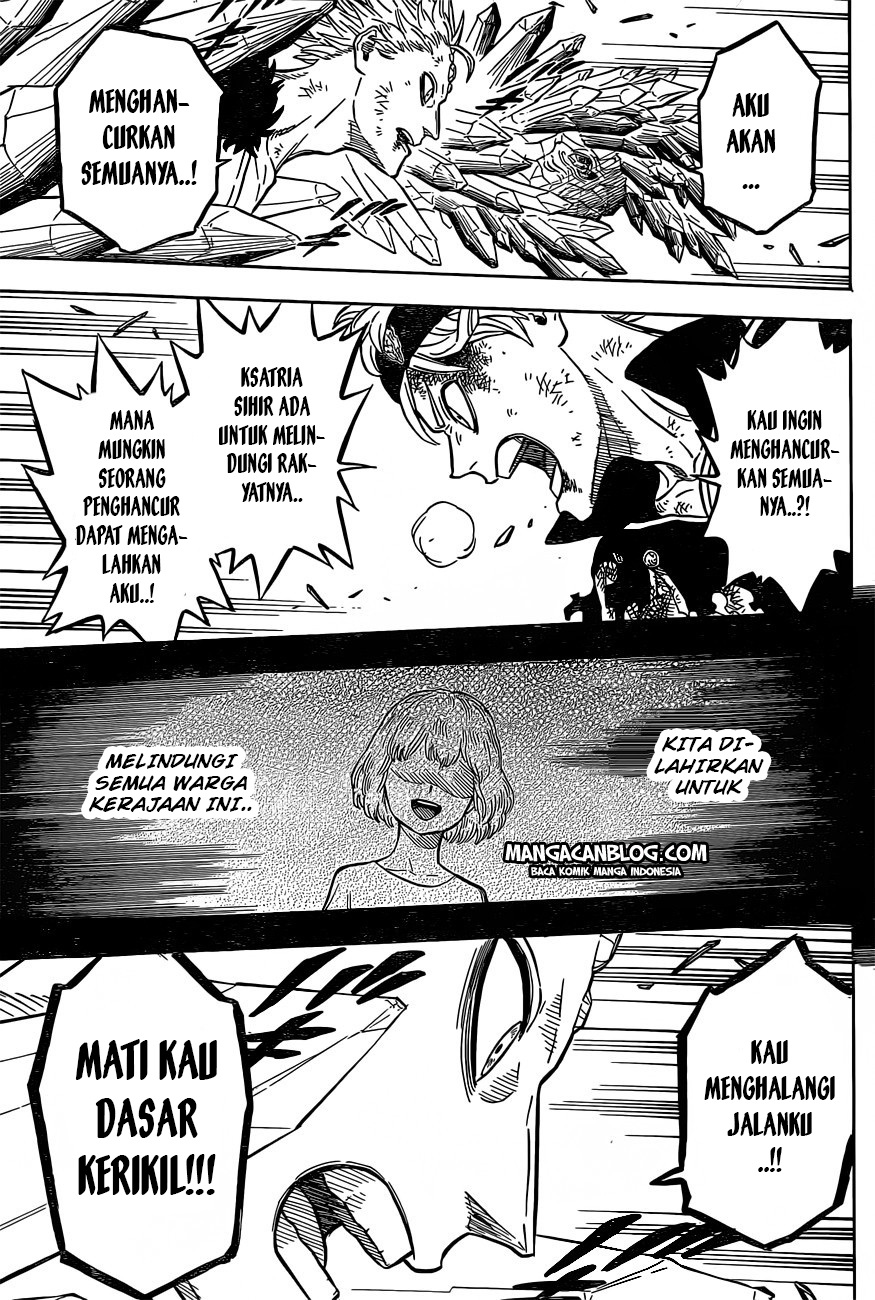 AKU
AKAN
...
MENGHAN-
CURKAN
SEMUANYA..!
KAU INGIN
MENGHANCUR-
KAN SEMUA-
NYA..?!
KSATRIA
SIHIR ADA
UNTUK MELIN-
DUNGI RAK-
YATNYA..
MANA
MUNGKIN
SEORANG
PENGHANCUR
DAPAT MENGA-
LAHKAN
AKU..!
KITA DI-
LAHIRKAN
UNTUK
MELINDUNGI
SEMUA WARGA
KERAJAAN INI..
MANGACANBLOG.COM
BACA KOMIK MANGA INDONESIA
KAU
MENGHALANGI
JALANKU
..!!
MATI KAU
DASAR
KERIKIL!!!